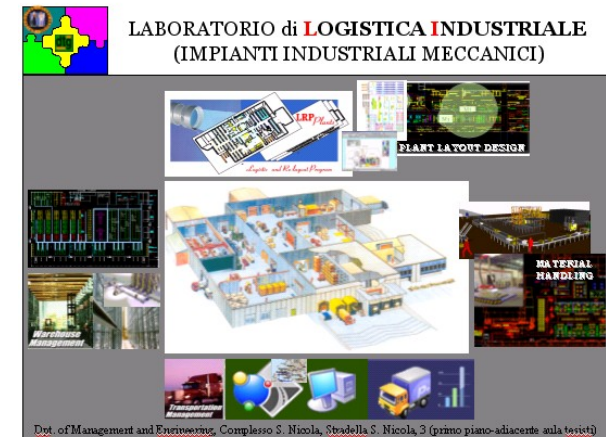 LABORATORIO di LOGISTICA INDUSTRIALE
(IMPIANTI INDUSTRIALI MECCANICI)
LRP Plants
Logistic and Re-layout Program
PLANT LAYOUT DESIGN
MATERIAL
HANDLING
Warehouse
Management
Transportation
Management
Dpt. of Management and Engineering, Complesso S. Nicola, Stradella S. Nicola, 3 (primo piano-adiacente aula tesisti)